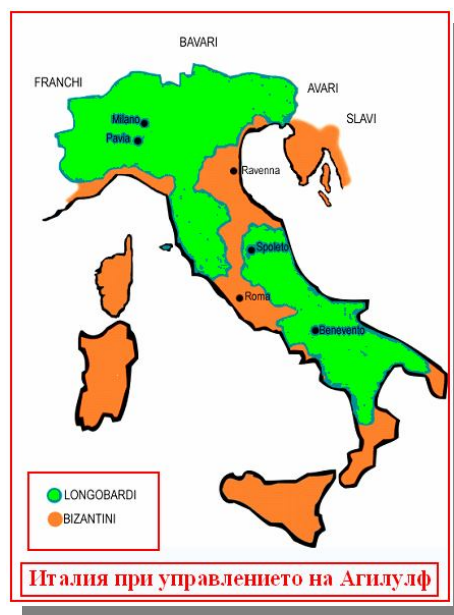 BAVARI
FRANCHI
AVARI
SLAVI
Milano
Pavia
Ravenna
Spoleto
Roma
Benevento
LONGOBARDI
BIZANTINI
Италия при управлението на Агилулф